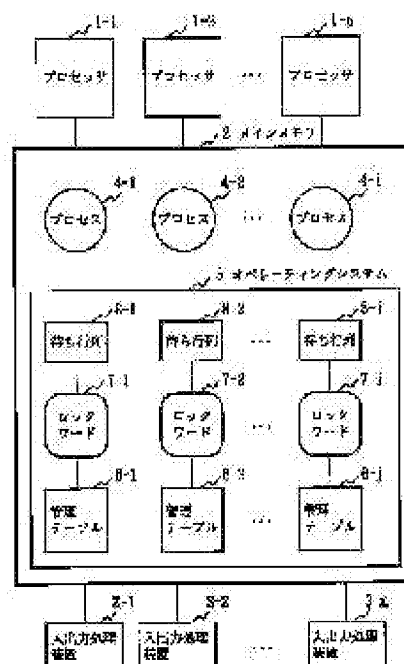 1-1 1-2 1-n
プロセッサ プロセッサ … プロセッサ
2 メインメモリ
4-1 4-2 4-i
プロセス プロセス … プロセス
5 オペレーティングシステム
待ち行列 待ち行列 … 待ち行列
7-1 7-2 7-j
ロック ロック ロック
ワード ワード … ワード
6-1 6-2 6-j
管理 管理 管理
テーブル テーブル … テーブル
3-1 3-2
入出力処理 入出力処理 … 入出力処理
装置 装置 装置